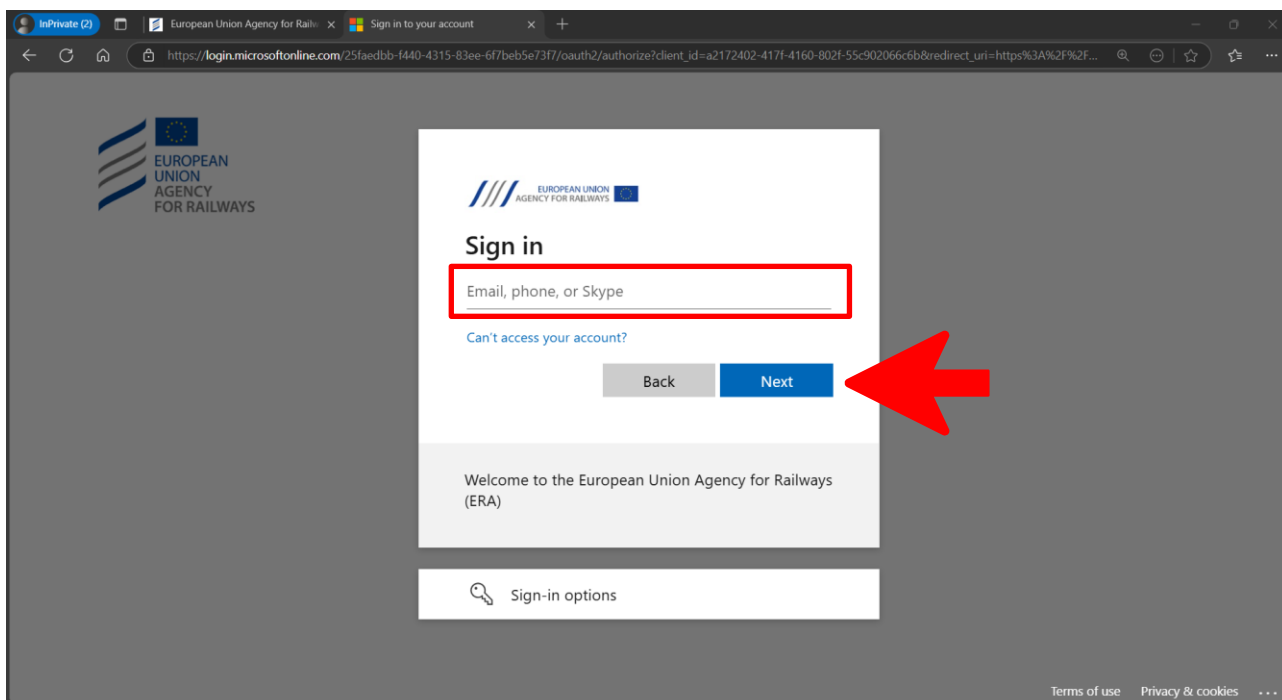 InPrivate (2)
European Union Agency for Railw
Sign in to your account
https://login.microsoftonline.com/25faedbb-f440-4315-83ee-6f7beb5e73f7/oauth2/authorize?client_id=a2172402-417f-4160-802f-55c902066c6b&redirect_uri=https%3A%2F%2F...
EUROPEAN
UNION
AGENCY
FOR RAILWAYS
EUROPEAN UNION
AGENCY FOR RAILWAYS
Sign in
Email, phone, or Skype
Can't access your account?
Back Next
Welcome to the European Union Agency for Railways
(ERA)
Sign-in options
Terms of use Privacy & cookies ...